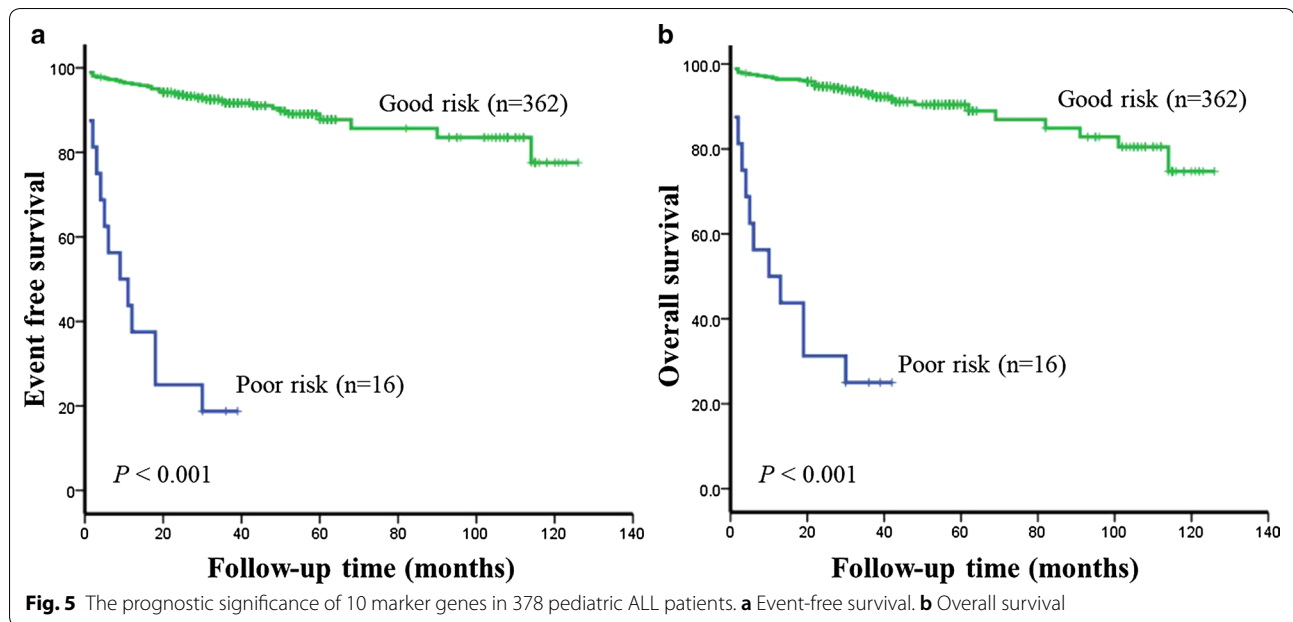 a
100
80
60
40
20
0
Event free survival
Good risk (n=362)
Poor risk (n=16)
P < 0.001
0 20 40 60 80 100 120 140
Follow-up time (months)
b
100.0
80.0
60.0
40.0
20.0
0.0
Overall survival
Good risk (n=362)
Poor risk (n=16)
P < 0.001
0 20 40 60 80 100 120 140
Follow-up time (months)
Fig. 5 The prognostic significance of 10 marker genes in 378 pediatric ALL patients. a Event-free survival. b Overall survival